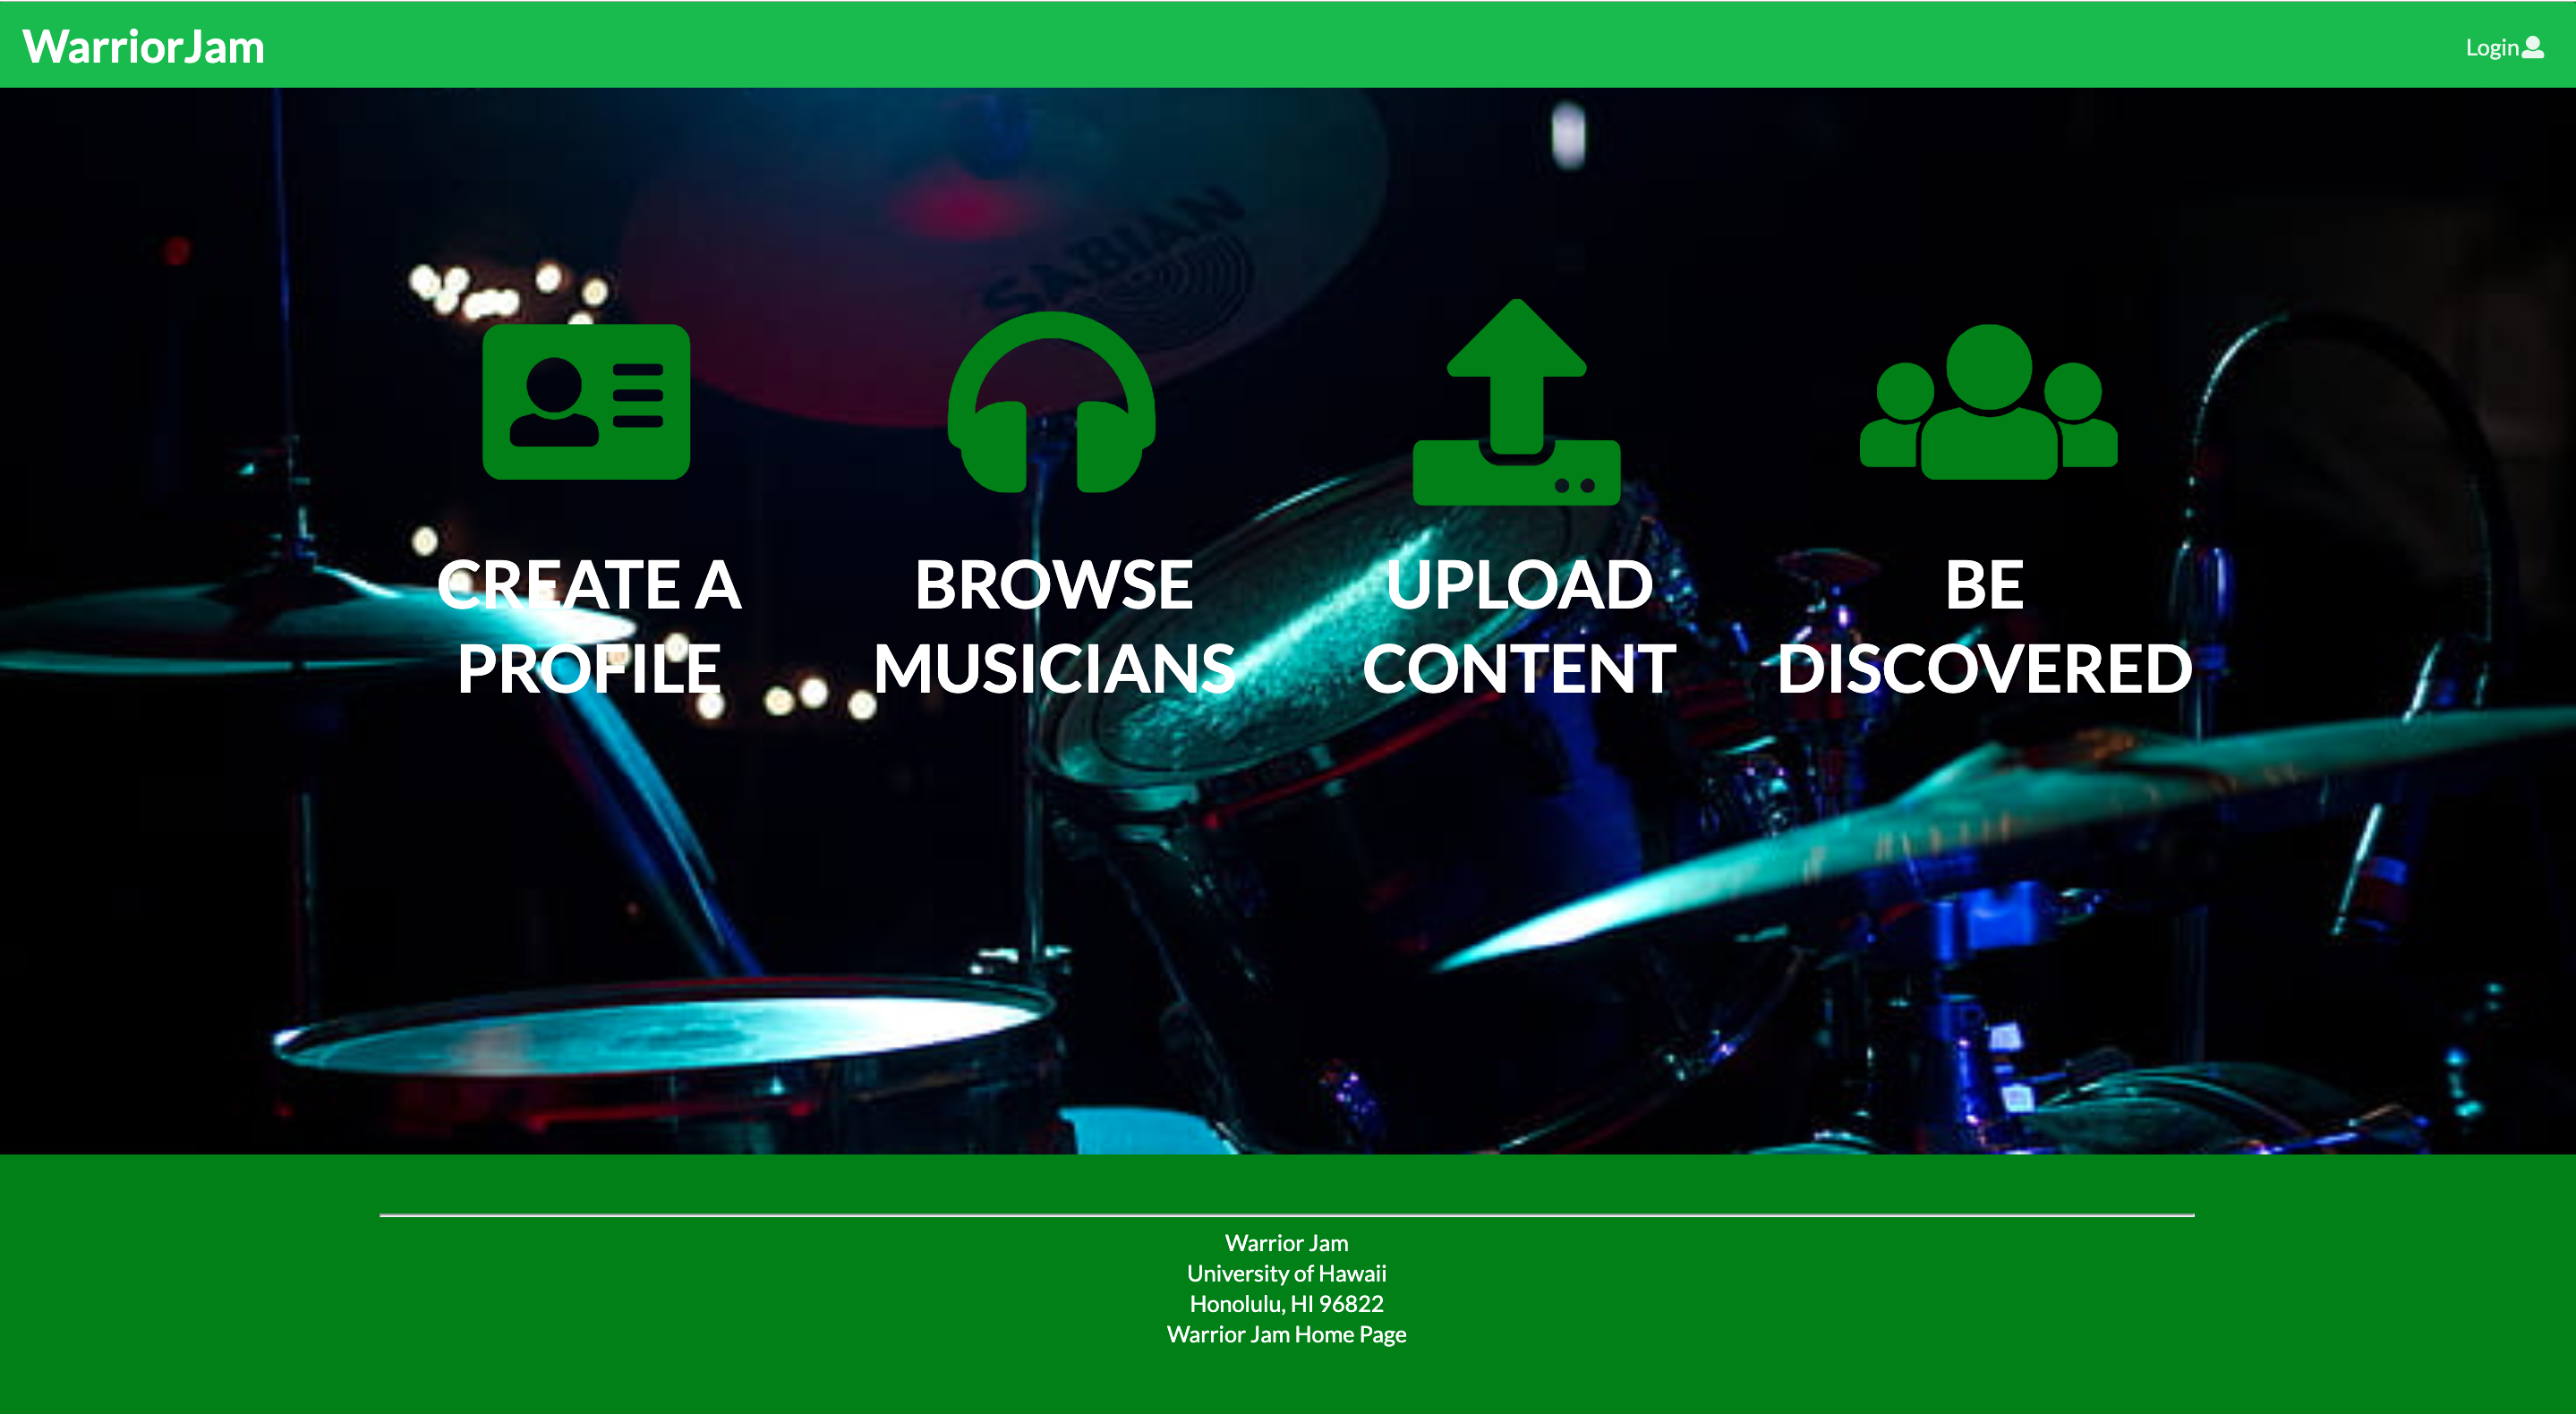 WarriorJam
Login
SABIAN
CREATE A
PROFILE
BROWSE
MUSICIANS
UPLOAD
CONTENT
BE
DISCOVERED
Warrior Jam
University of Hawaii
Honolulu, HI 96822
Warrior Jam Home Page